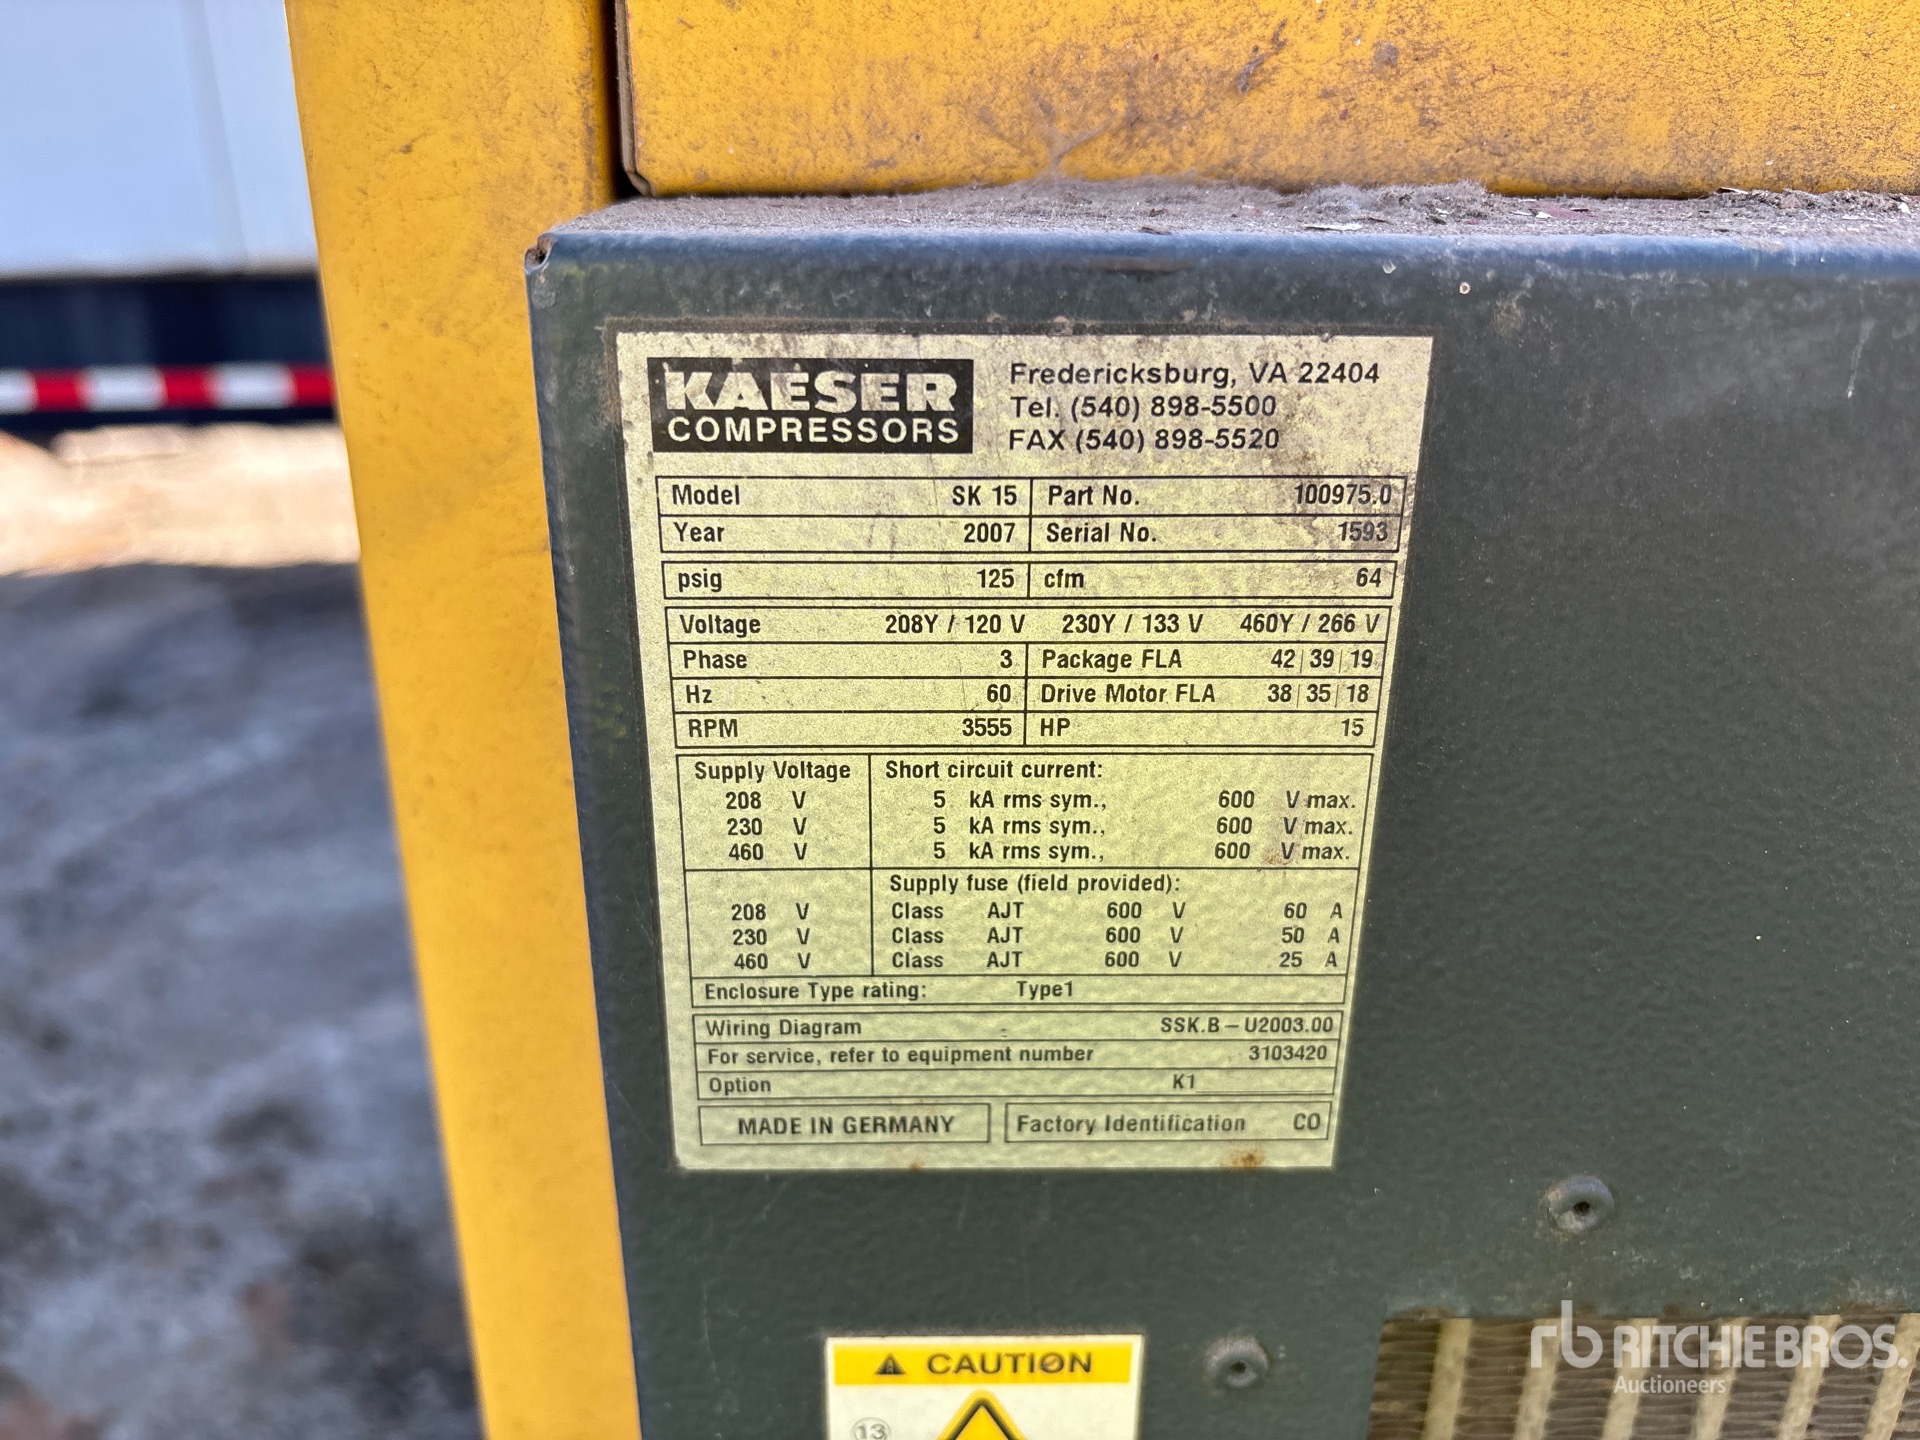 KAESER
COMPRESSORS
Fredericksburg, VA 22404
Tel. (540) 898-5500
FAX (540) 898-5520
Model SK 15 Part No. 100975.0
Year 2007 Serial No. 1593
psig 125 cfm 64
Voltage 208Y / 120 V 230Y / 133 V 460Y / 266 V
Phase 3 Package FLA 42 | 39 | 19
Hz 60 Drive Motor FLA 38 | 35 | 18
RPM 3555 HP 15
Supply Voltage Short circuit current:
208 V 5 kA rms sym., 600 V max.
230 V 5 kA rms sym., 600 V max.
460 V 5 kA rms sym., 600 V max.
Supply fuse (field provided):
208 V Class AJT 600 V 60 A
230 V Class AJT 600 V 50 A
460 V Class AJT 600 V 25 A
Enclosure Type rating: Type1
Wiring Diagram SSK.B – U2003.00
For service, refer to equipment number 3103420
Option K1
MADE IN GERMANY Factory Identification CO
CAUTION
13
rb RITCHIE BROS.
Auctioneers